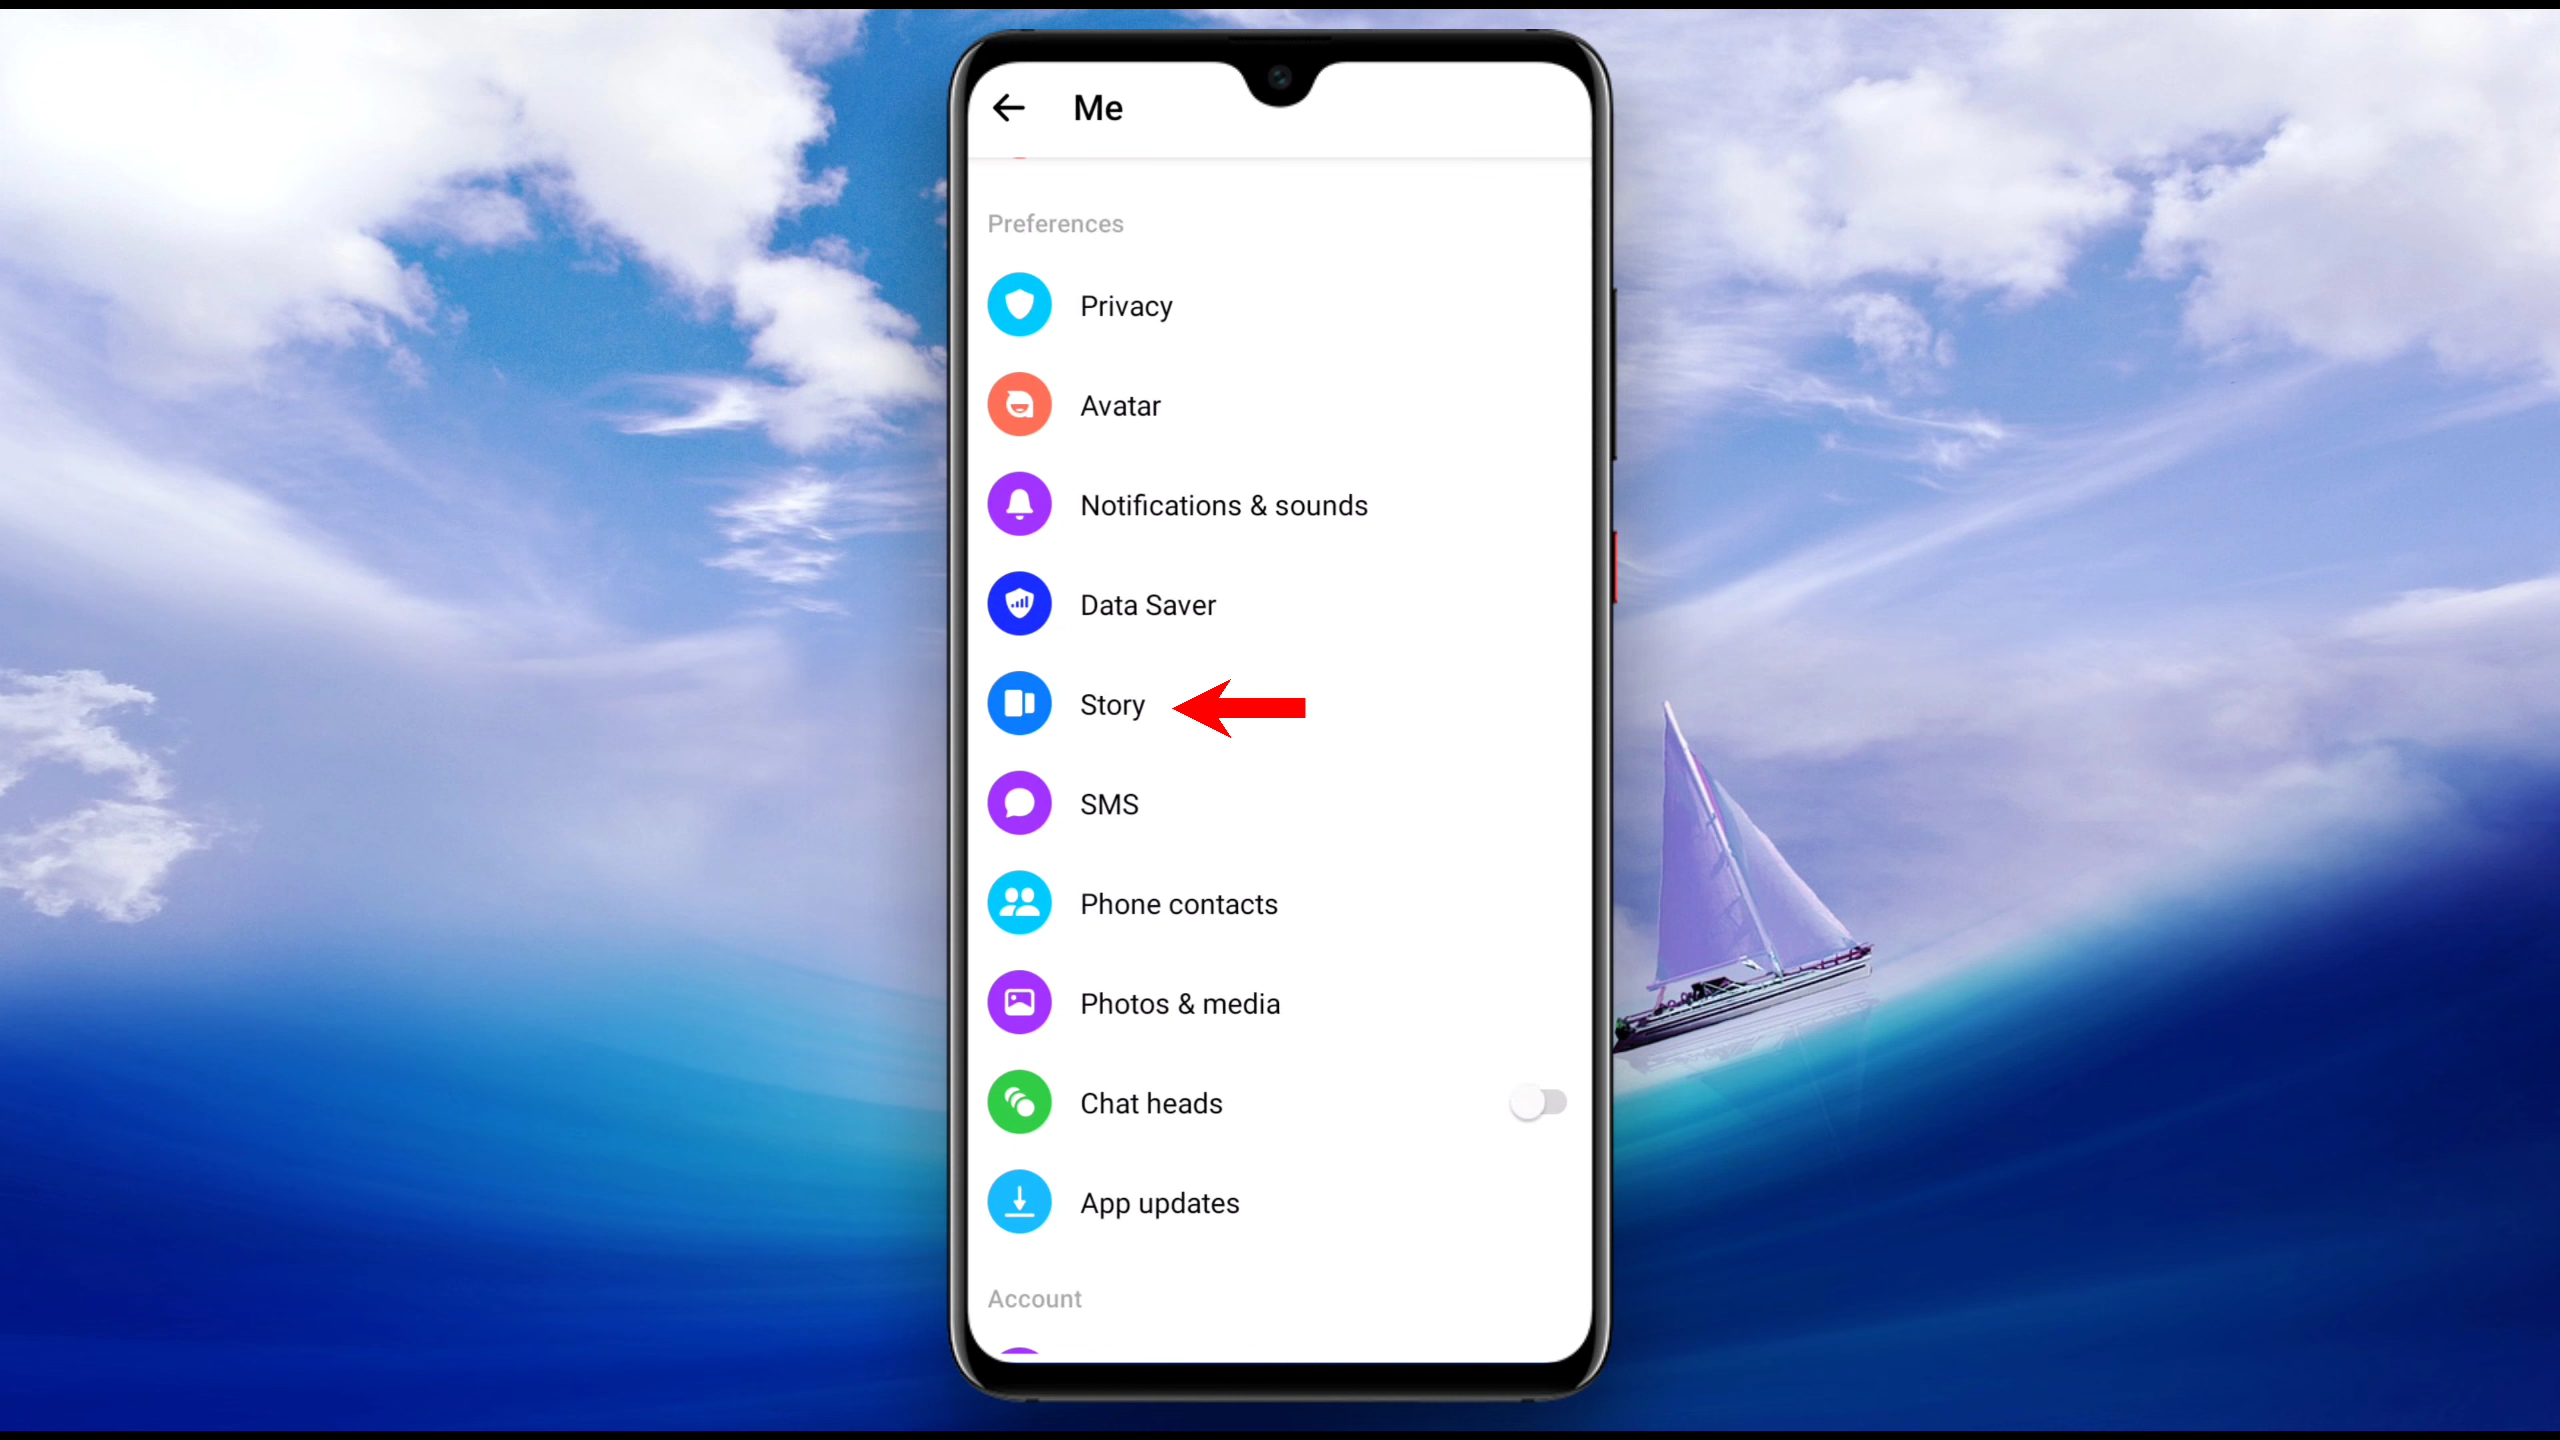 Me
Preferences
Privacy
Avatar
Notifications & sounds
Data Saver
Story
SMS
Phone contacts
Photos & media
Chat heads
App updates
Account